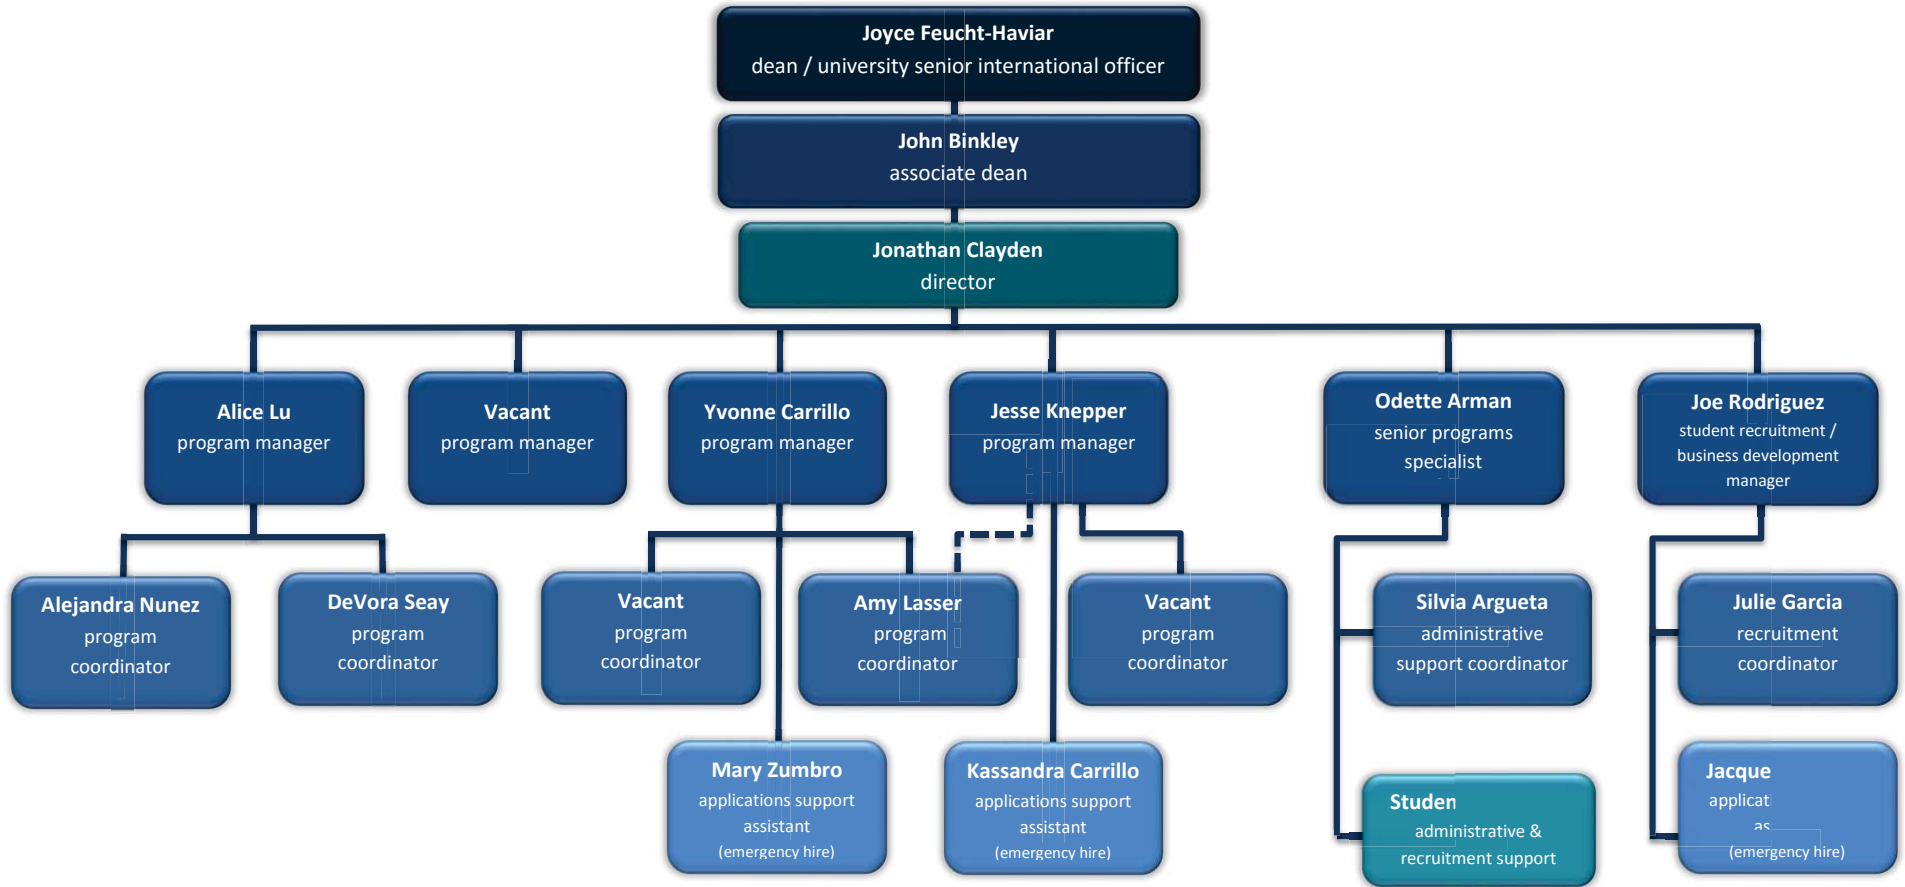 Joyce Feucht-Haviar
dean / university senior international officer
John Binkley
associate dean
Jonathan Clayden
director
Alice Lu
program manager
Vacant
program manager
Yvonne Carrillo
program manager
Jesse Knepper
program manager
Odette Arman
senior programs
specialist
Joe Rodriguez
student recruitment /
business development
manager
Alejandra Nunez
program
coordinator
DeVora Seay
program
coordinator
Vacant
program
coordinator
Amy Lasser
program
coordinator
Vacant
program
coordinator
Silvia Argueta
administrative
support coordinator
Julie Garcia
recruitment
coordinator
Mary Zumbro
applications support
assistant
(emergency hire)
Kassandra Carrillo
applications support
assistant
(emergency hire)
Studen
administrative &
recruitment support
Jacque
applicat
as
(emergency hire)